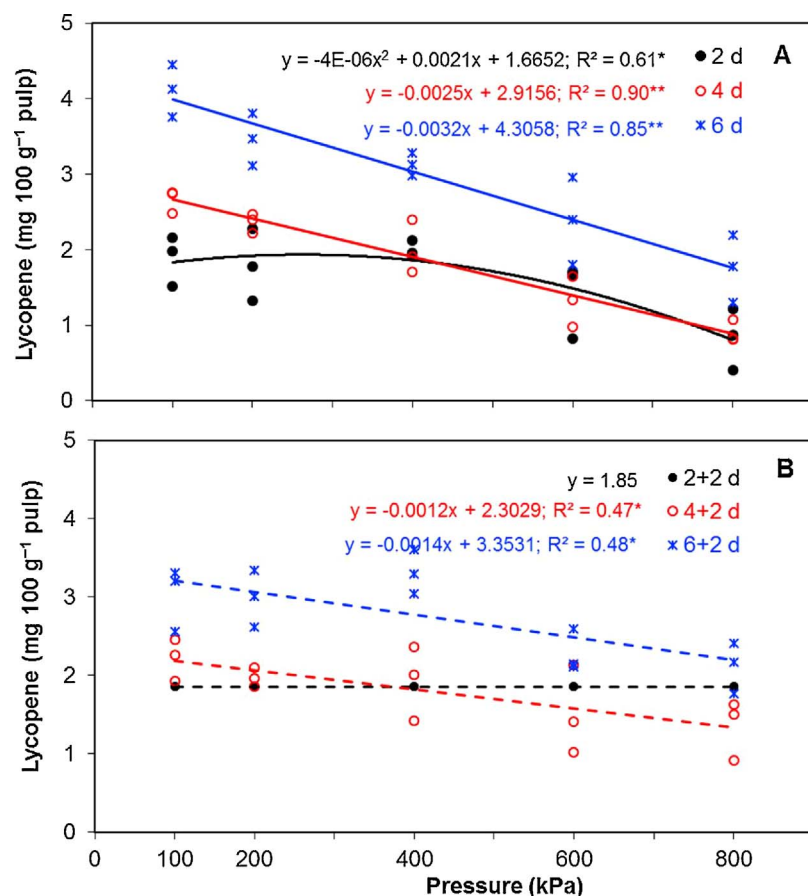 5
y = -4E-06x² + 0.0021x + 1.6652; R² = 0.61* 2 d A
y = -0.0025x + 2.9156; R² = 0.90** 4 d
y = -0.0032x + 4.3058; R² = 0.85** 6 d
4
3
2
1
0
Lycopene (mg 100 g⁻¹ pulp)
5
y = 1.85 2+2 d B
y = -0.0012x + 2.3029; R² = 0.47* 4+2 d
y = -0.0014x + 3.3531; R² = 0.48* 6+2 d
4
3
2
1
0
Lycopene (mg 100 g⁻¹ pulp)
0 100 200 400 600 800
Pressure (kPa)